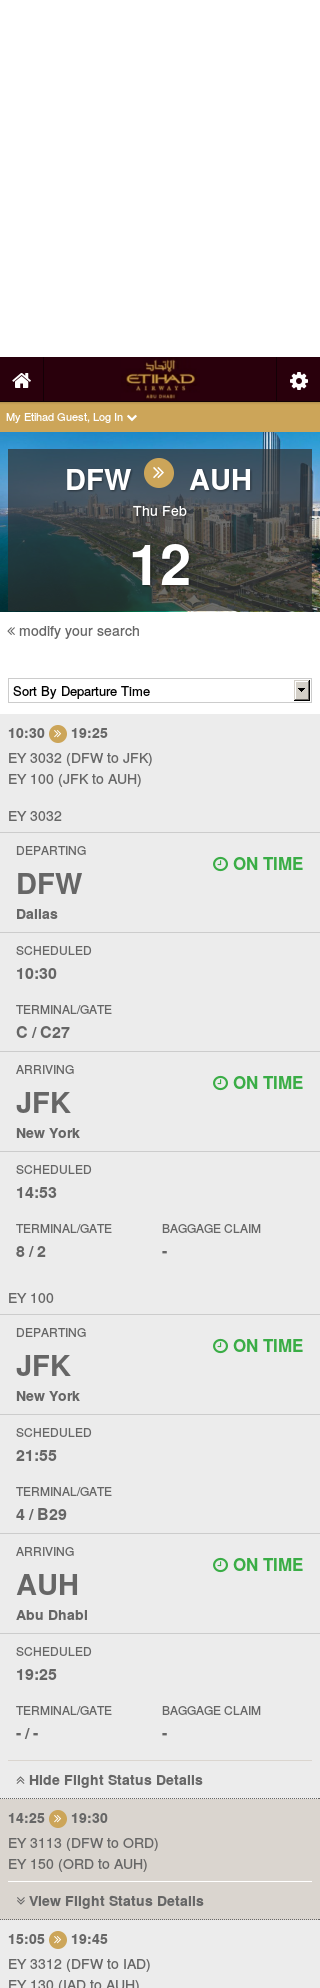 الإتحاد
ETIHAD
AIRWAYS
ABU DHABI
My Etihad Guest, Log In
DFW AUH
Thu Feb
12
« modify your search
Sort By Departure Time
10:30 » 19:25
EY 3032 (DFW to JFK)
EY 100 (JFK to AUH)
EY 3032
DEPARTING
ON TIME
DFW
Dallas
SCHEDULED
10:30
TERMINAL/GATE
C / C27
ARRIVING
ON TIME
JFK
New York
SCHEDULED
14:53
TERMINAL/GATE BAGGAGE CLAIM
8 / 2 -
EY 100
DEPARTING
ON TIME
JFK
New York
SCHEDULED
21:55
TERMINAL/GATE
4 / B29
ARRIVING
ON TIME
AUH
Abu Dhabi
SCHEDULED
19:25
TERMINAL/GATE BAGGAGE CLAIM
- / - -
Hide Flight Status Details
14:25 » 19:30
EY 3113 (DFW to ORD)
EY 150 (ORD to AUH)
View Flight Status Details
15:05 » 19:45
EY 3312 (DFW to IAD)
EY 130 (IAD to AUH)